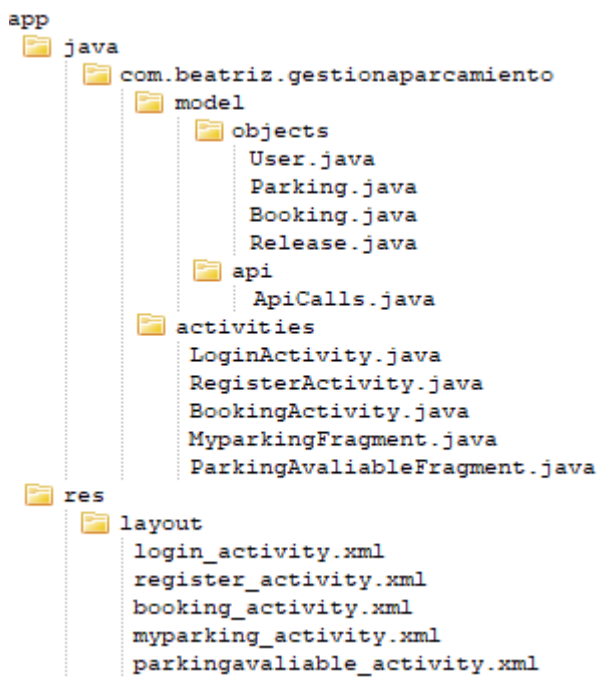 app
java
com.beatriz.gestionaparcamiento
model
objects
User.java
Parking.java
Booking.java
Release.java
api
ApiCalls.java
activities
LoginActivity.java
RegisterActivity.java
BookingActivity.java
MyparkingFragment.java
ParkingAvaliableFragment.java
res
layout
login_activity.xml
register_activity.xml
booking_activity.xml
myparking_activity.xml
parkingavaliable_activity.xml